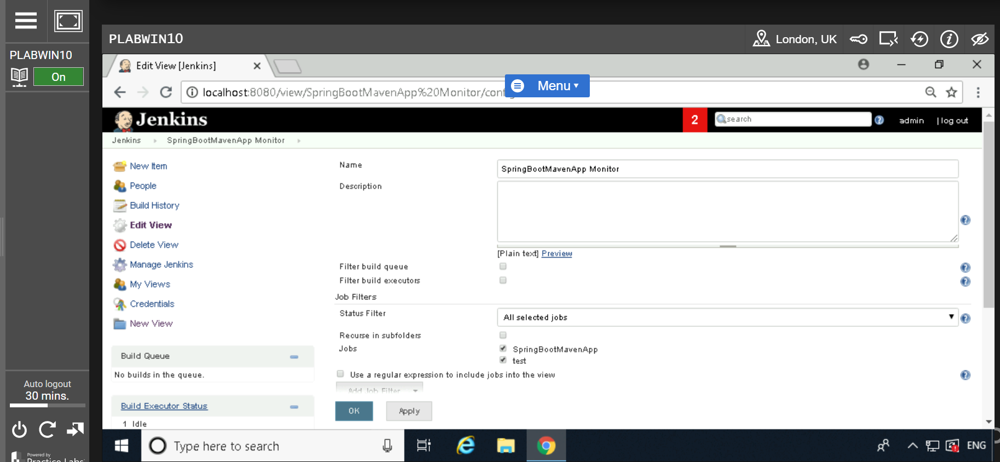 PLABWIN10
On
Auto logout
30 mins.
Powered by
PLABWIN10
London, UK
Edit View [Jenkins]
localhost:8080/view/SpringBootMavenApp%20Monitor/config
Menu
Jenkins
2
search
admin
| log out
Jenkins
SpringBootMavenApp Monitor
New Item
People
Build History
Edit View
Delete View
Manage Jenkins
My Views
Credentials
New View
Build Queue
No builds in the queue.
Build Executor Status
1 Idle
Name
SpringBootMavenApp Monitor
Description
[Plain text] Preview
Filter build queue
Filter build executors
Job Filters
Status Filter
All selected jobs
Recurse in subfolders
Jobs
SpringBootMavenApp
test
Use a regular expression to include jobs into the view
Add Job Filter
OK
Apply
Type here to search
ENG